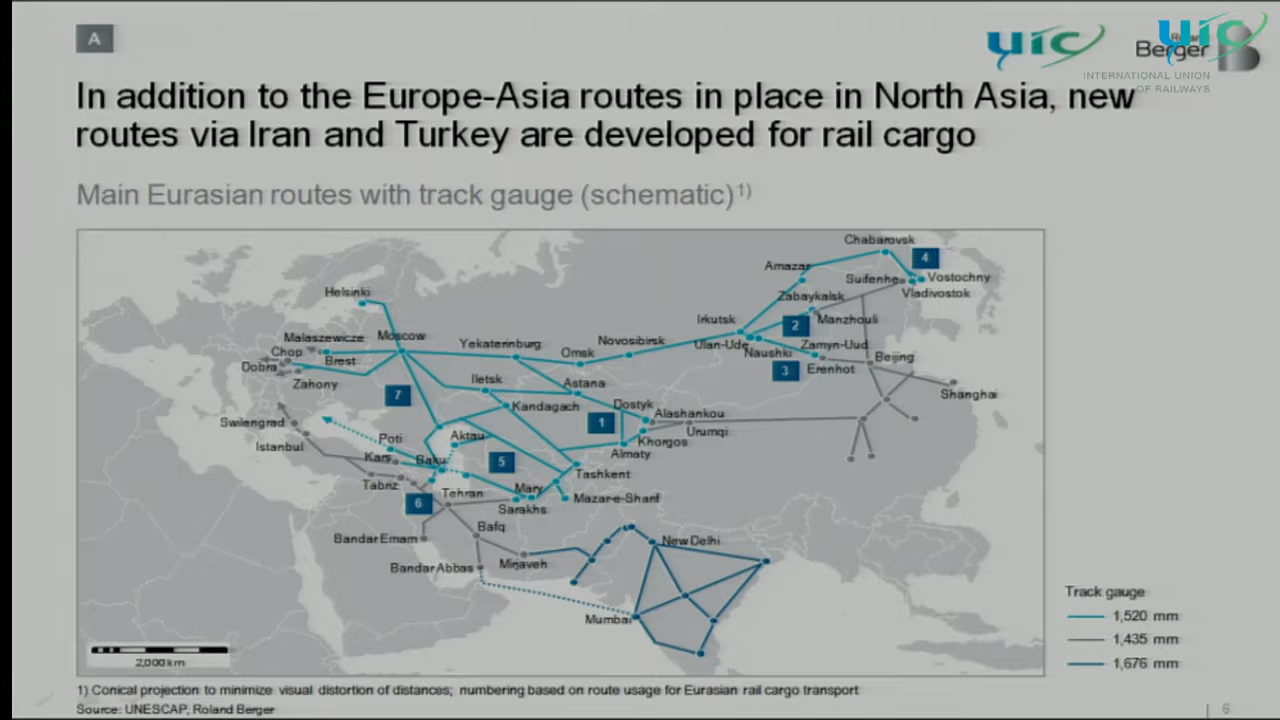 A
uic
Roland
Berger
B
uic
INTERNATIONAL UNION
OF RAILWAYS
In addition to the Europe-Asia routes in place in North Asia, new
routes via Iran and Turkey are developed for rail cargo
Main Eurasian routes with track gauge (schematic)1)
Chabarovsk
4
Amazar
Suifenhe
Vostochny
Helsinki
Zabaykalsk
Vladivostok
Irkutsk
2
Manzhouli
Malaszewicze
Moscow
Yekaterinburg
Novosibirsk
Ulan-Ude
Zamyn-Uud
Chop
Omsk
Naushki
Beijing
Dobra
Brest
3
Erenhot
Zahony
Iletsk
Astana
7
Shanghai
Kandagach
Dostyk
Alashankou
Swilengrad
1
Urumqi
Poti
Aktau
Khorgos
Istanbul
Almaty
Kars
Baku
5
Tashkent
Tabriz
Tehran
Mary
Mazar-e-Sharif
6
Sarakhs
Bafq
Bandar Emam
New Delhi
Mirjaveh
Bandar Abbas
Mumbai
Track gauge
1,520 mm
1,435 mm
1,676 mm
2,000 km
1) Conical projection to minimize visual distortion of distances; numbering based on route usage for Eurasian rail cargo transport
Source: UNESCAP, Roland Berger
6